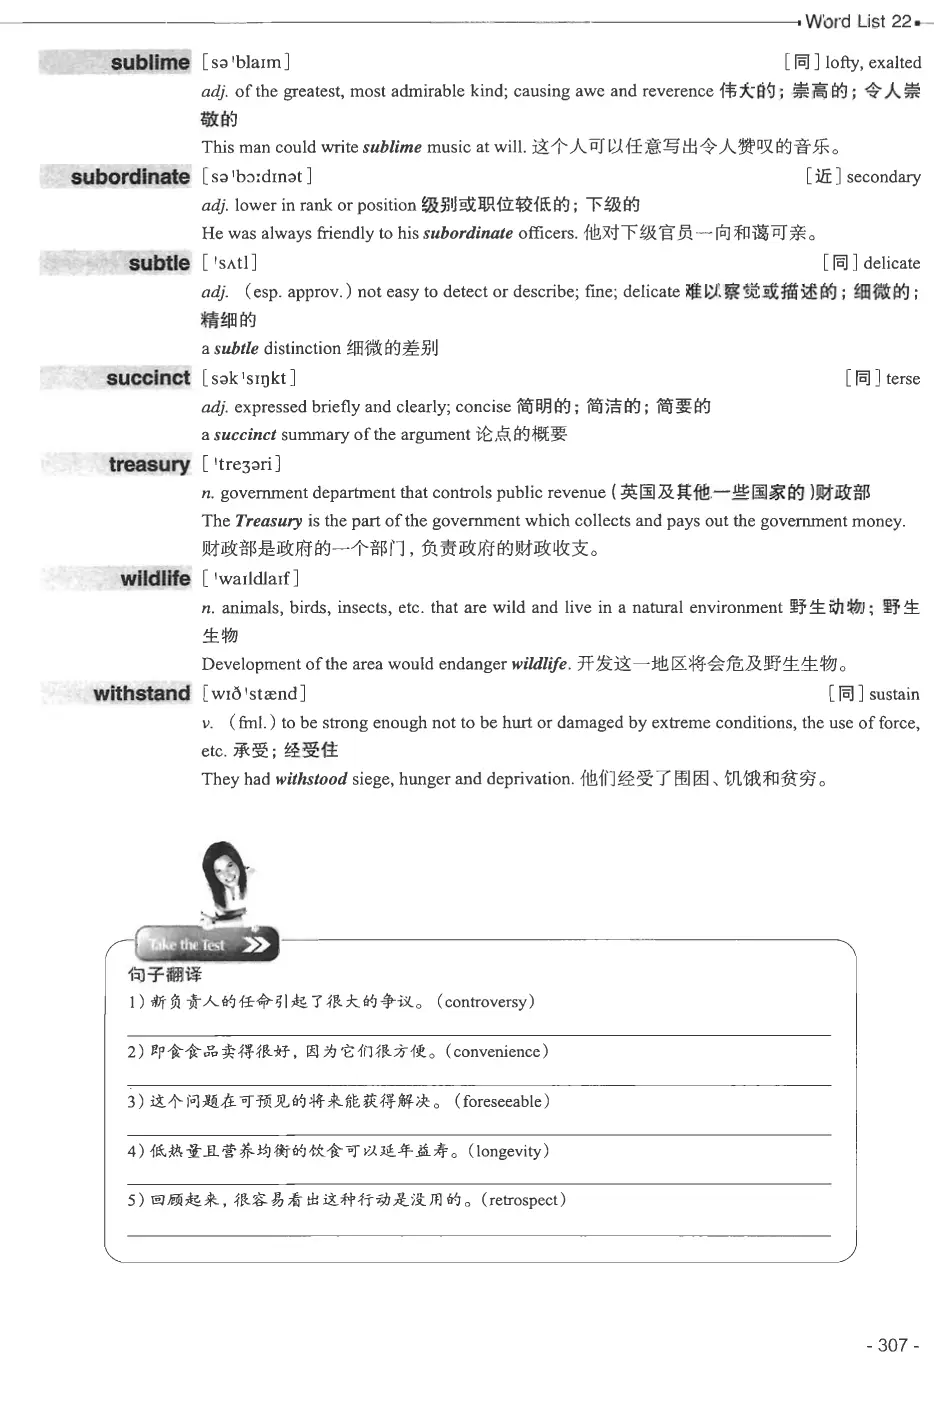 Word List 22
sublime [sə'blaɪm] [同] lofty, exalted
adj. of the greatest, most admirable kind; causing awe and reverence 伟大的；崇高的；令人崇
敬的
This man could write sublime music at will. 这个人可以任意写出令人赞叹的音乐。
subordinate [sə'bɔːdɪnət] [近] secondary
adj. lower in rank or position 级别或职位较低的；下级的
He was always friendly to his subordinate officers. 他对下级官员一向和蔼可亲。
subtle ['sʌtl] [同] delicate
adj. (esp. approv.) not easy to detect or describe; fine; delicate 难以察觉或描述的；细微的；
精细的
a subtle distinction 细微的差别
succinct [sək'sɪŋkt] [同] terse
adj. expressed briefly and clearly; concise 简明的；简洁的；简要的
a succinct summary of the argument 论点的概要
treasury ['treʒəri]
n. government department that controls public revenue (英国及其他一些国家的)财政部
The Treasury is the part of the government which collects and pays out the government money.
财政部是政府的一个部门，负责政府的财政收支。
wildlife ['waɪldlaɪf]
n. animals, birds, insects, etc. that are wild and live in a natural environment 野生动物；野生
生物
Development of the area would endanger wildlife. 开发这一地区将会危及野生生物。
withstand [wɪð'stænd] [同] sustain
v. (fml.) to be strong enough not to be hurt or damaged by extreme conditions, the use of force,
etc. 承受；经受住
They had withstood siege, hunger and deprivation. 他们经受了围困、饥饿和贫穷。
Take the Test
句子翻译
1) 新负责人的任命引起了很大的争议。(controversy)
2) 即食食品卖得很好，因为它们很方便。(convenience)
3) 这个问题在可预见的将来能获得解决。(foreseeable)
4) 低热量且营养均衡的饮食可以延年益寿。(longevity)
5) 回顾起来，很容易看出这种行动是没用的。(retrospect)
- 307 -